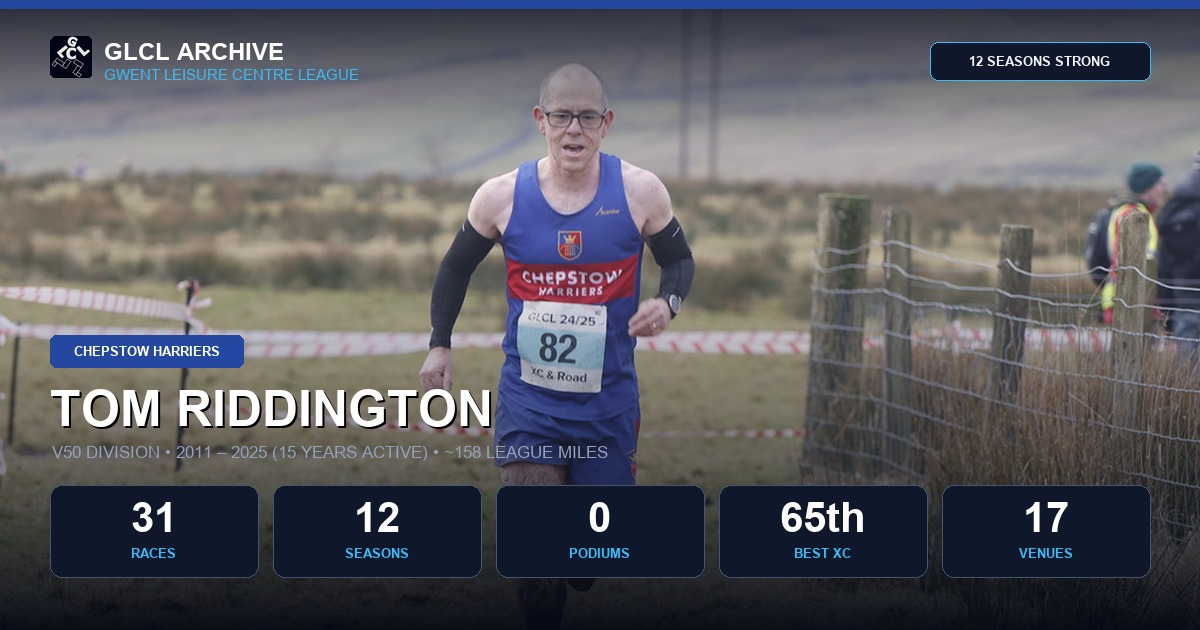 GLCL ARCHIVE
GWENT LEISURE CENTRE LEAGUE
12 SEASONS STRONG
CHEPSTOW
HARRIERS
GLCL 24/25
82
XC & Road
CHEPSTOW HARRIERS
TOM RIDDINGTON
V50 DIVISION • 2011 – 2025 (15 YEARS ACTIVE) • ~158 LEAGUE MILES
31
RACES
12
SEASONS
0
PODIUMS
65th
BEST XC
17
VENUES